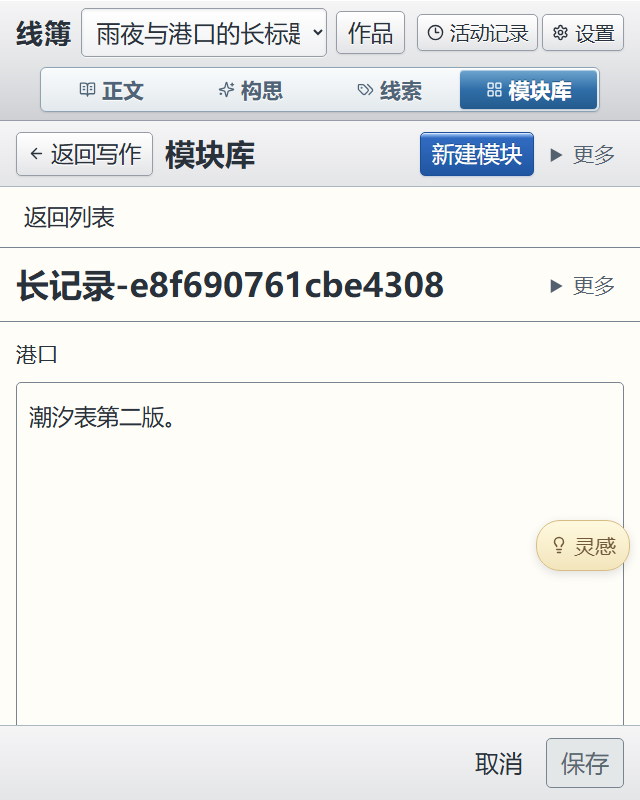 线簿 雨夜与港口的长标题 作品 活动记录 设置
正文 构思 线索 模块库
返回写作 模块库 新建模块 更多
返回列表
长记录-e8f690761cbe4308 更多
港口
潮汐表第二版。
灵感
取消 保存